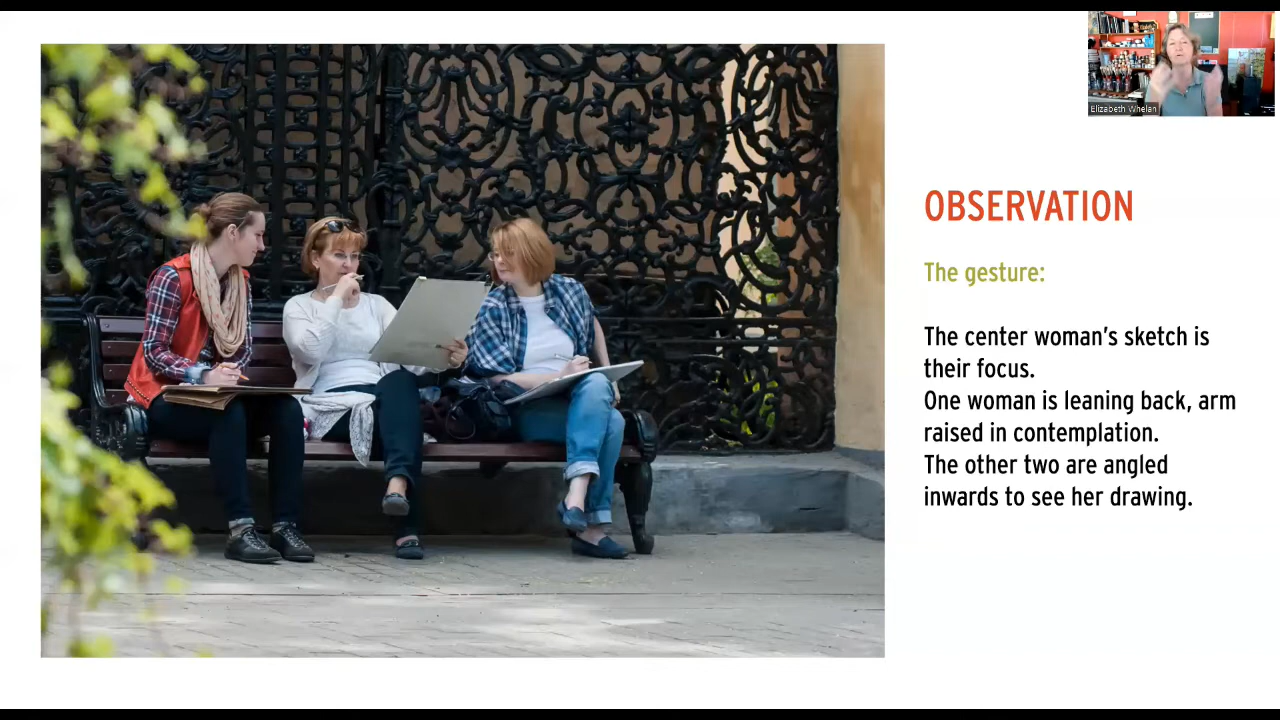 Elizabeth Whelan
OBSERVATION
The gesture:
The center woman's sketch is
their focus.
One woman is leaning back, arm
raised in contemplation.
The other two are angled
inwards to see her drawing.